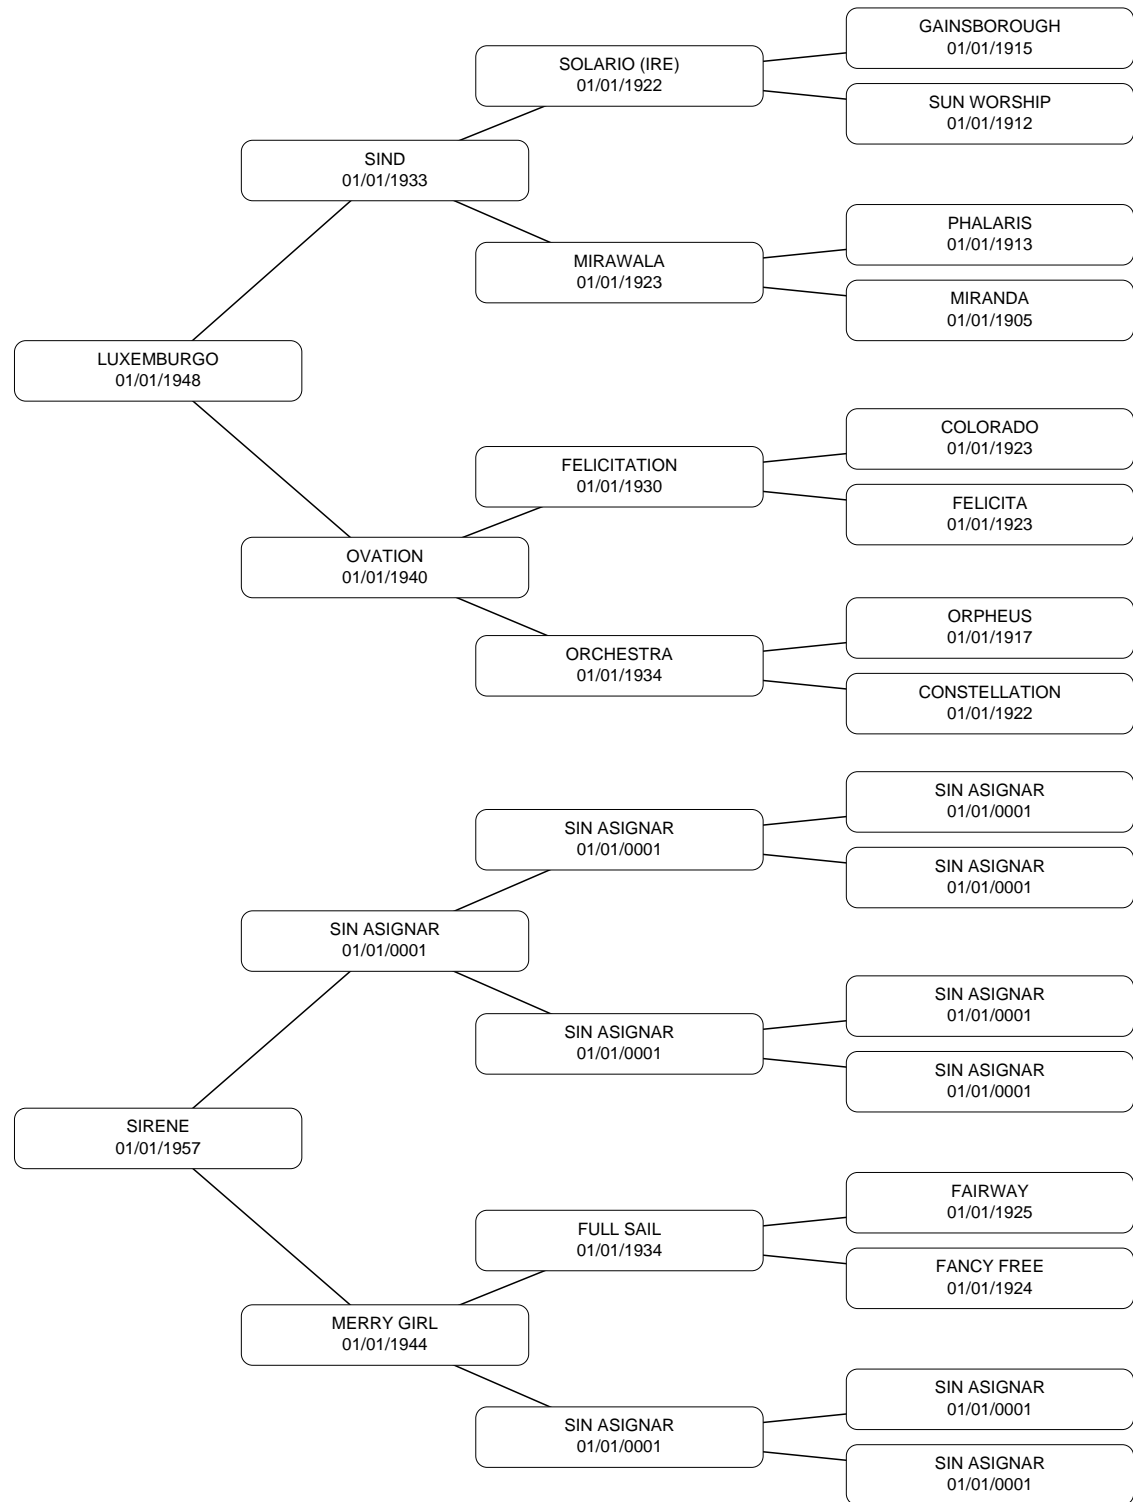 GAINSBOROUGH
01/01/1915
SOLARIO (IRE)
01/01/1922
SUN WORSHIP
01/01/1912
SIND
01/01/1933
PHALARIS
01/01/1913
MIRAWALA
01/01/1923
MIRANDA
01/01/1905
LUXEMBURGO
01/01/1948
COLORADO
01/01/1923
FELICITATION
01/01/1930
FELICITA
01/01/1923
OVATION
01/01/1940
ORPHEUS
01/01/1917
ORCHESTRA
01/01/1934
CONSTELLATION
01/01/1922
SIN ASIGNAR
01/01/0001
SIN ASIGNAR
01/01/0001
SIN ASIGNAR
01/01/0001
SIN ASIGNAR
01/01/0001
SIN ASIGNAR
01/01/0001
SIN ASIGNAR
01/01/0001
SIN ASIGNAR
01/01/0001
SIRENE
01/01/1957
FAIRWAY
01/01/1925
FULL SAIL
01/01/1934
FANCY FREE
01/01/1924
MERRY GIRL
01/01/1944
SIN ASIGNAR
01/01/0001
SIN ASIGNAR
01/01/0001
SIN ASIGNAR
01/01/0001